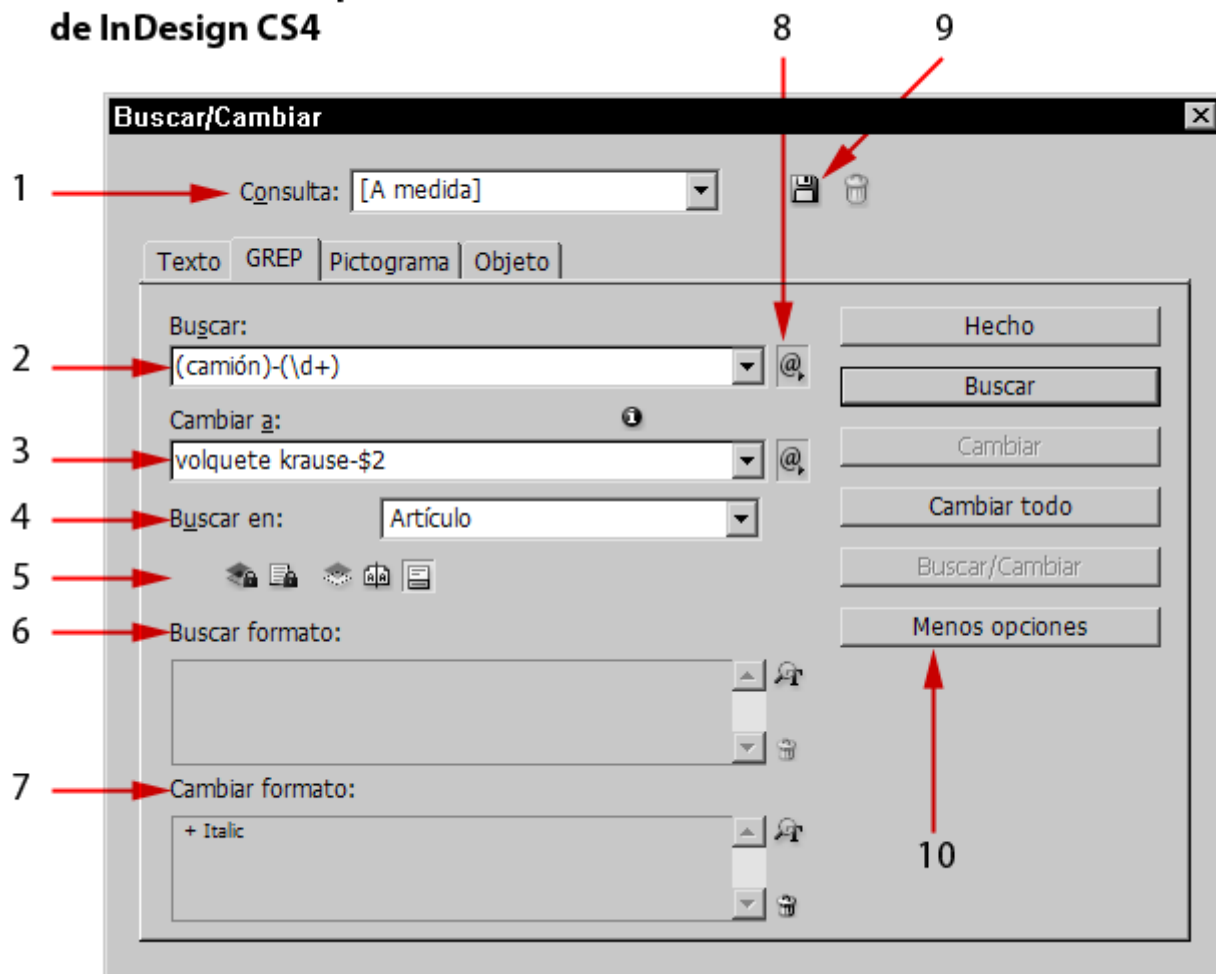 de InDesign CS4
8
9
Buscar/Cambiar
1
Consulta:
[A medida]
Texto
GREP
Pictograma
Objeto
Buscar:
Hecho
2
(camión)-(\d+)
@
Buscar
Cambiar a:
3
volquete krause-$2
@
Cambiar
4
Buscar en:
Artículo
Cambiar todo
5
Buscar/Cambiar
6
Buscar formato:
Menos opciones
7
Cambiar formato:
+ Italic
10